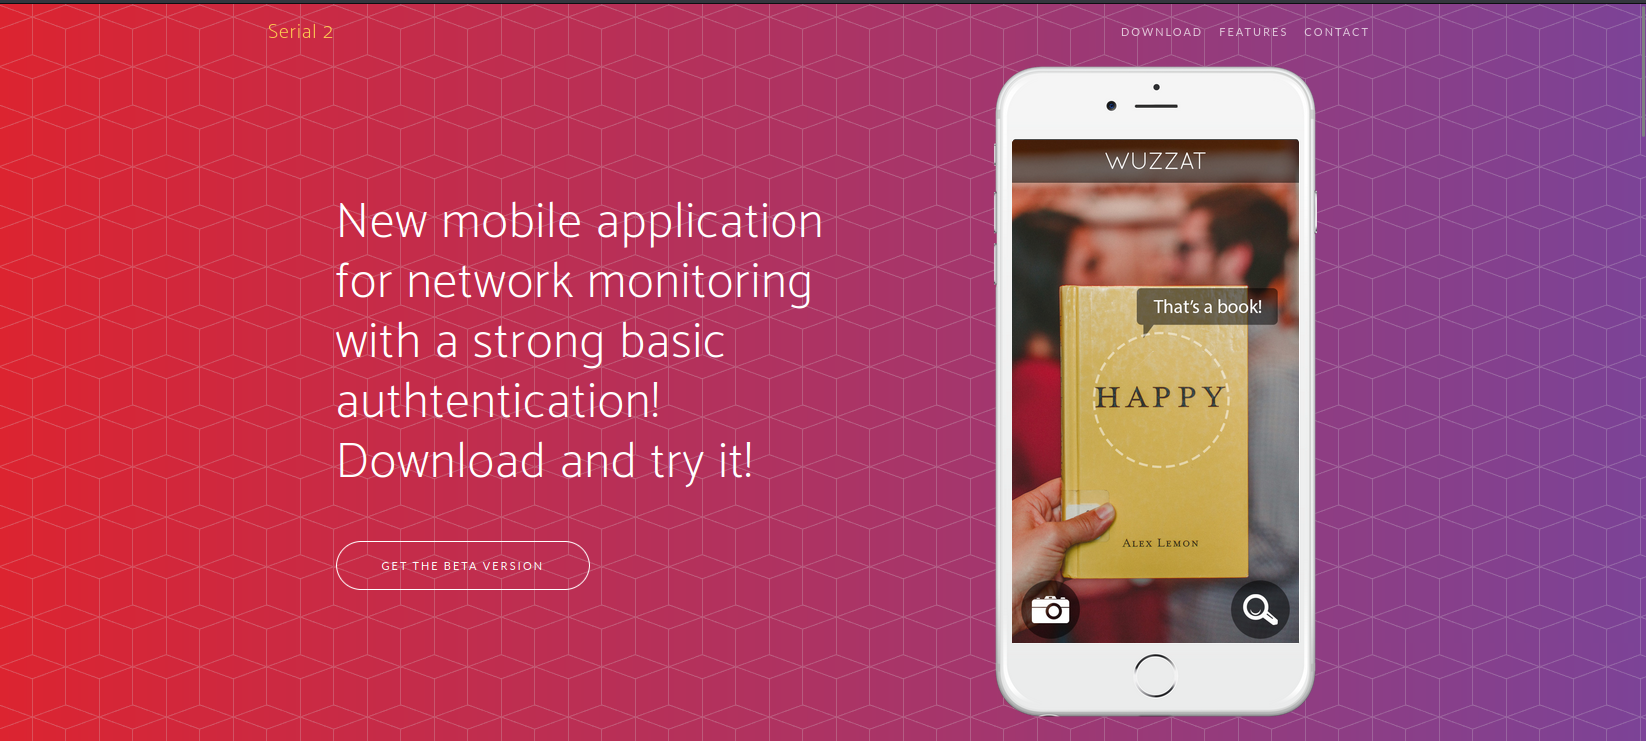 Serial 2
DOWNLOAD FEATURES CONTACT
New mobile application
for network monitoring
with a strong basic
authtentication!
Download and try it!
GET THE BETA VERSION
WUZZAT
That's a book!
HAPPY
ALEX LEMON